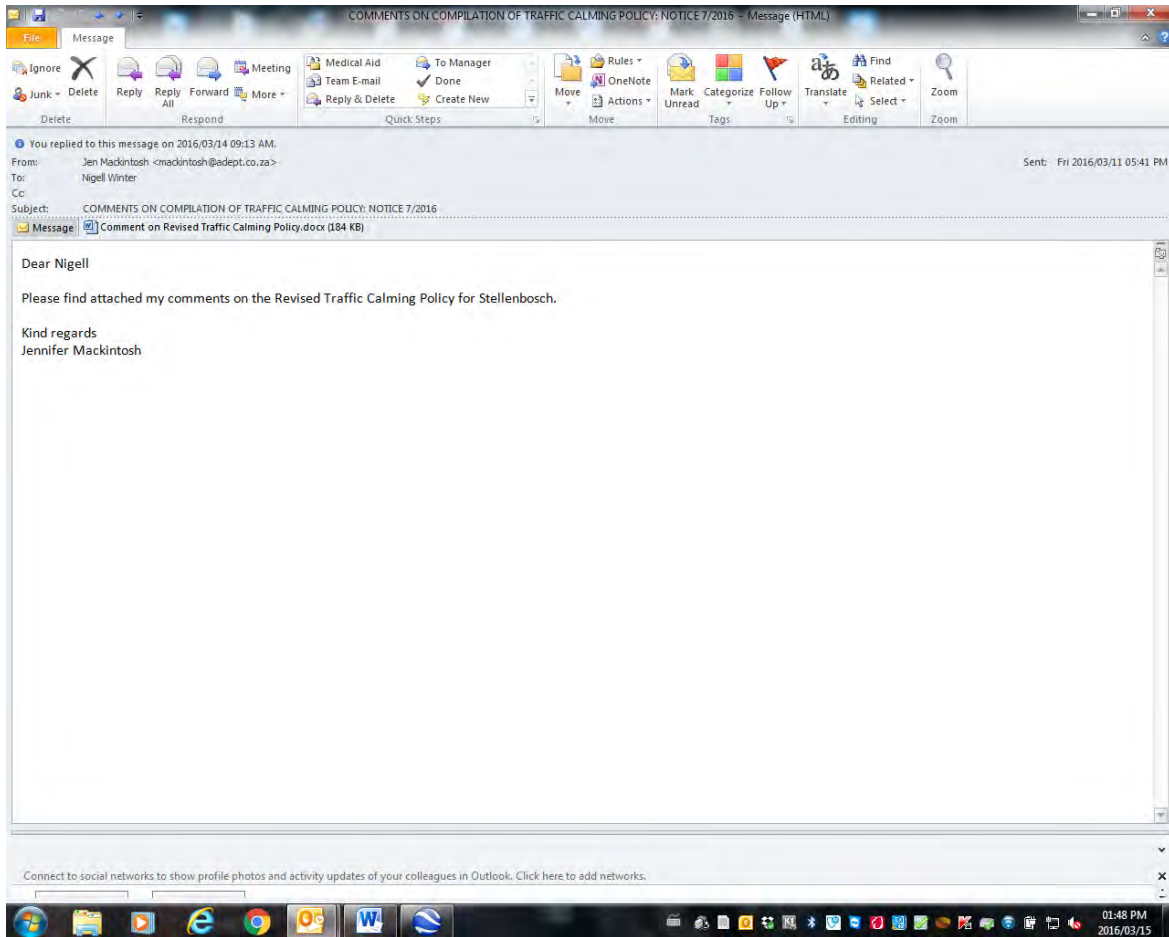 COMMENTS ON COMPILATION OF TRAFFIC CALMING POLICY: NOTICE 7/2016 - Message (HTML)
File Message
Ignore
Junk
Delete
Reply
Reply All
Forward
Meeting
More
Medical Aid
Team E-mail
Reply & Delete
To Manager
Done
Create New
Move
Rules
OneNote
Actions
Mark Unread
Categorize
Follow Up
Translate
Find
Related
Select
Zoom
Delete Respond Quick Steps Move Tags Editing Zoom
You replied to this message on 2016/03/14 09:13 AM.
From: Jen Mackintosh <mackintosh@adept.co.za> Sent: Fri 2016/03/11 05:41 PM
To: Nigell Winter
Cc
Subject: COMMENTS ON COMPILATION OF TRAFFIC CALMING POLICY: NOTICE 7/2016
Message Comment on Revised Traffic Calming Policy.docx (184 KB)
Dear Nigell
Please find attached my comments on the Revised Traffic Calming Policy for Stellenbosch.
Kind regards
Jennifer Mackintosh
Connect to social networks to show profile photos and activity updates of your colleagues in Outlook. Click here to add networks.
01:48 PM
2016/03/15